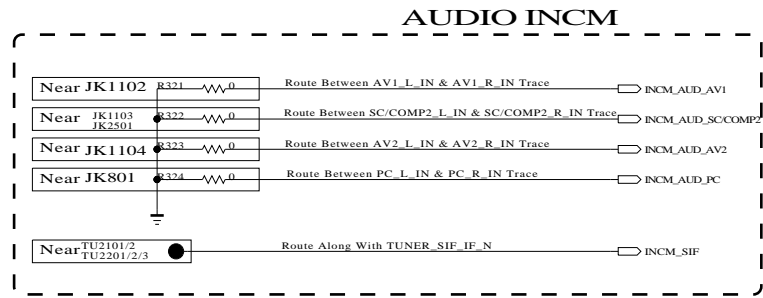 AUDIO INCM
Near JK1102 R321 0 Route Between AV1_L_IN & AV1_R_IN Trace INCM_AUD_AV1
Near JK1103 JK2501 R322 0 Route Between SC/COMP2_L_IN & SC/COMP2_R_IN Trace INCM_AUD_SC/COMP2
Near JK1104 R323 0 Route Between AV2_L_IN & AV2_R_IN Trace INCM_AUD_AV2
Near JK801 R324 0 Route Between PC_L_IN & PC_R_IN Trace INCM_AUD_PC
Near TU2101/2 TU2201/2/3 Route Along With TUNER_SIF_IF_N INCM_SIF